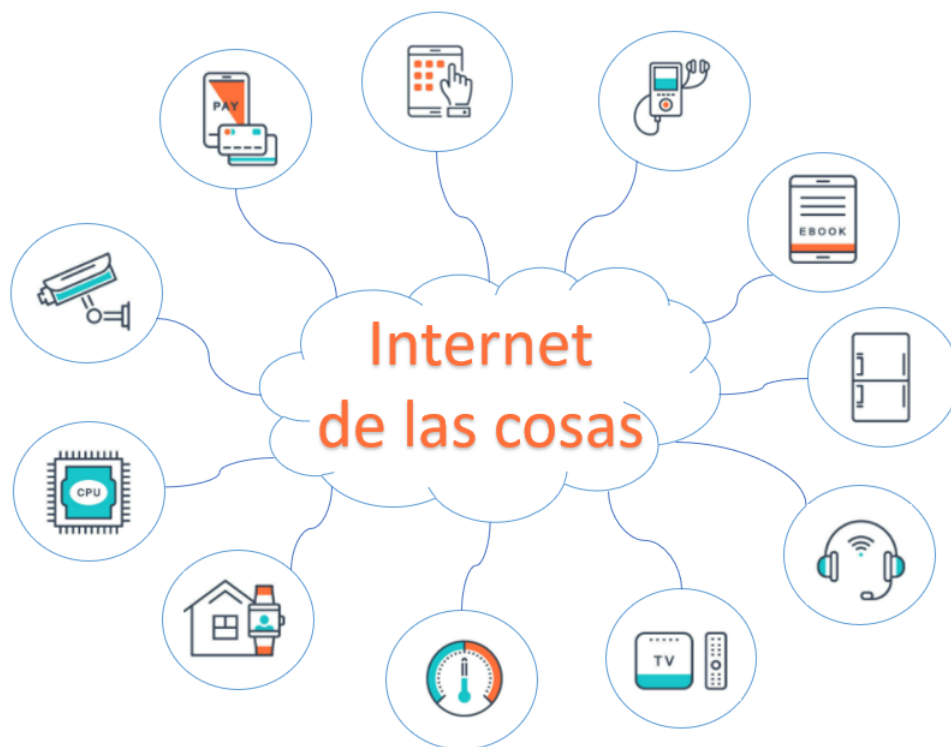 PAY
EBOOK
Internet
de las cosas
CPU
TV